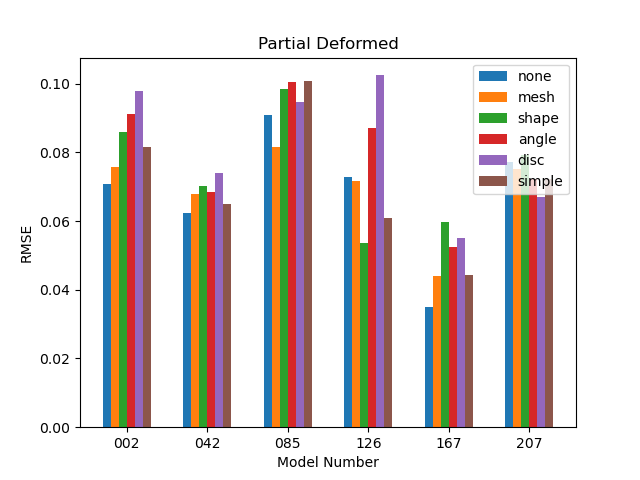 Partial Deformed
RMSE
0.10
0.08
0.06
0.04
0.02
0.00
none
mesh
shape
angle
disc
simple
002 042 085 126 167 207
Model Number